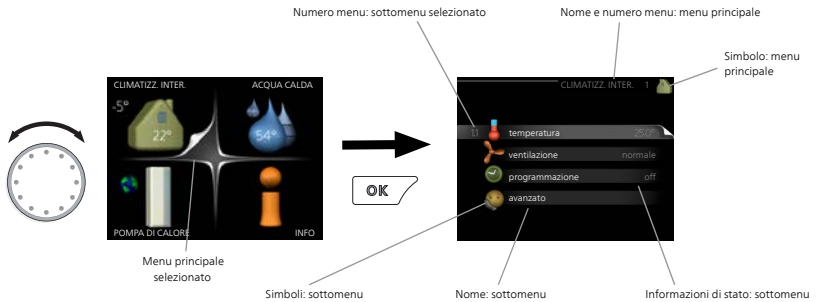 Numero menu: sottomenu selezionato
Nome e numero menu: menu principale
Simbolo: menu
principale
CLIMATIZZ. INTER.
ACQUA CALDA
-5°
22°
54°
POMPA DI CALORE
INFO
Menu principale
selezionato
OK
CLIMATIZZ. INTER. 1
1.1 temperatura 25.0°
ventilazione normale
programmazione off
avanzato
Simboli: sottomenu
Nome: sottomenu
Informazioni di stato: sottomenu